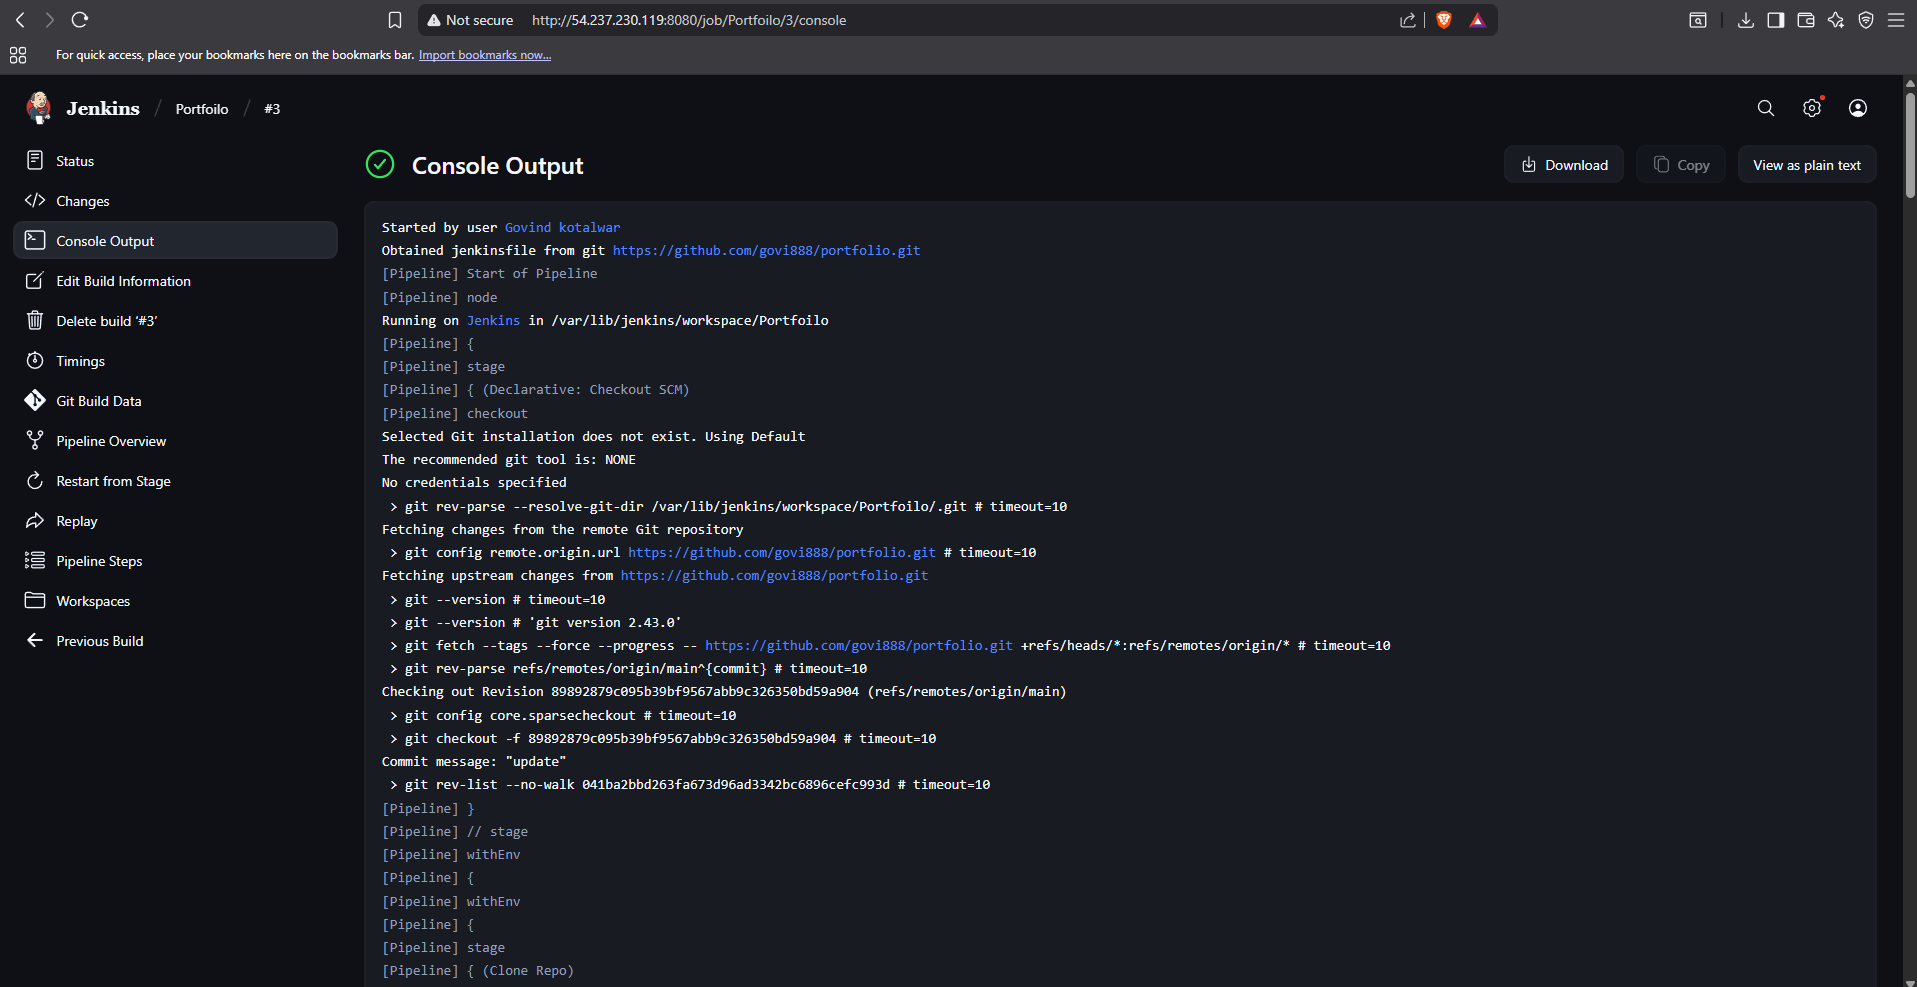 Not secure http://54.237.230.119:8080/job/Portfoilo/3/console
For quick access, place your bookmarks here on the bookmarks bar. Import bookmarks now...
Jenkins / Portfoilo / #3
Status
Changes
Console Output
Edit Build Information
Delete build ‘#3’
Timings
Git Build Data
Pipeline Overview
Restart from Stage
Replay
Pipeline Steps
Workspaces
Previous Build
Console Output
Download
Copy
View as plain text
Started by user Govind kotalwar
Obtained jenkinsfile from git https://github.com/govi888/portfolio.git
[Pipeline] Start of Pipeline
[Pipeline] node
Running on Jenkins in /var/lib/jenkins/workspace/Portfoilo
[Pipeline] {
[Pipeline] stage
[Pipeline] { (Declarative: Checkout SCM)
[Pipeline] checkout
Selected Git installation does not exist. Using Default
The recommended git tool is: NONE
No credentials specified
 > git rev-parse --resolve-git-dir /var/lib/jenkins/workspace/Portfoilo/.git # timeout=10
Fetching changes from the remote Git repository
 > git config remote.origin.url https://github.com/govi888/portfolio.git # timeout=10
Fetching upstream changes from https://github.com/govi888/portfolio.git
 > git --version # timeout=10
 > git --version # 'git version 2.43.0'
 > git fetch --tags --force --progress -- https://github.com/govi888/portfolio.git +refs/heads/*:refs/remotes/origin/* # timeout=10
 > git rev-parse refs/remotes/origin/main^{commit} # timeout=10
Checking out Revision 89892879c095b39bf9567abb9c326350bd59a904 (refs/remotes/origin/main)
 > git config core.sparsecheckout # timeout=10
 > git checkout -f 89892879c095b39bf9567abb9c326350bd59a904 # timeout=10
Commit message: "update"
 > git rev-list --no-walk 041ba2bbd263fa673d96ad3342bc6896cefc993d # timeout=10
[Pipeline] }
[Pipeline] // stage
[Pipeline] withEnv
[Pipeline] {
[Pipeline] withEnv
[Pipeline] {
[Pipeline] stage
[Pipeline] { (Clone Repo)